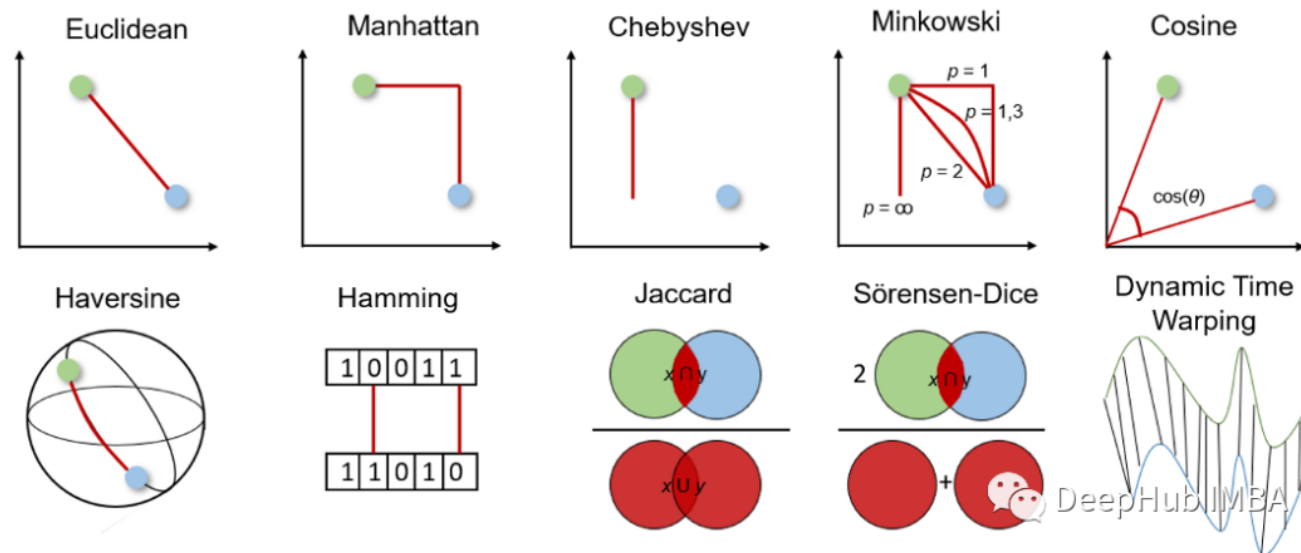 Euclidean
Manhattan
Chebyshev
Minkowski
Cosine
p = 1
p = 1,3
p = 2
p = ∞
cos(θ)
Haversine
Hamming
Jaccard
Sörensen-Dice
Dynamic Time
Warping
1 0 0 1 1
1 1 0 1 0
x ∩ y
x ∪ y
2
x ∩ y
+
DeepHub IMBA